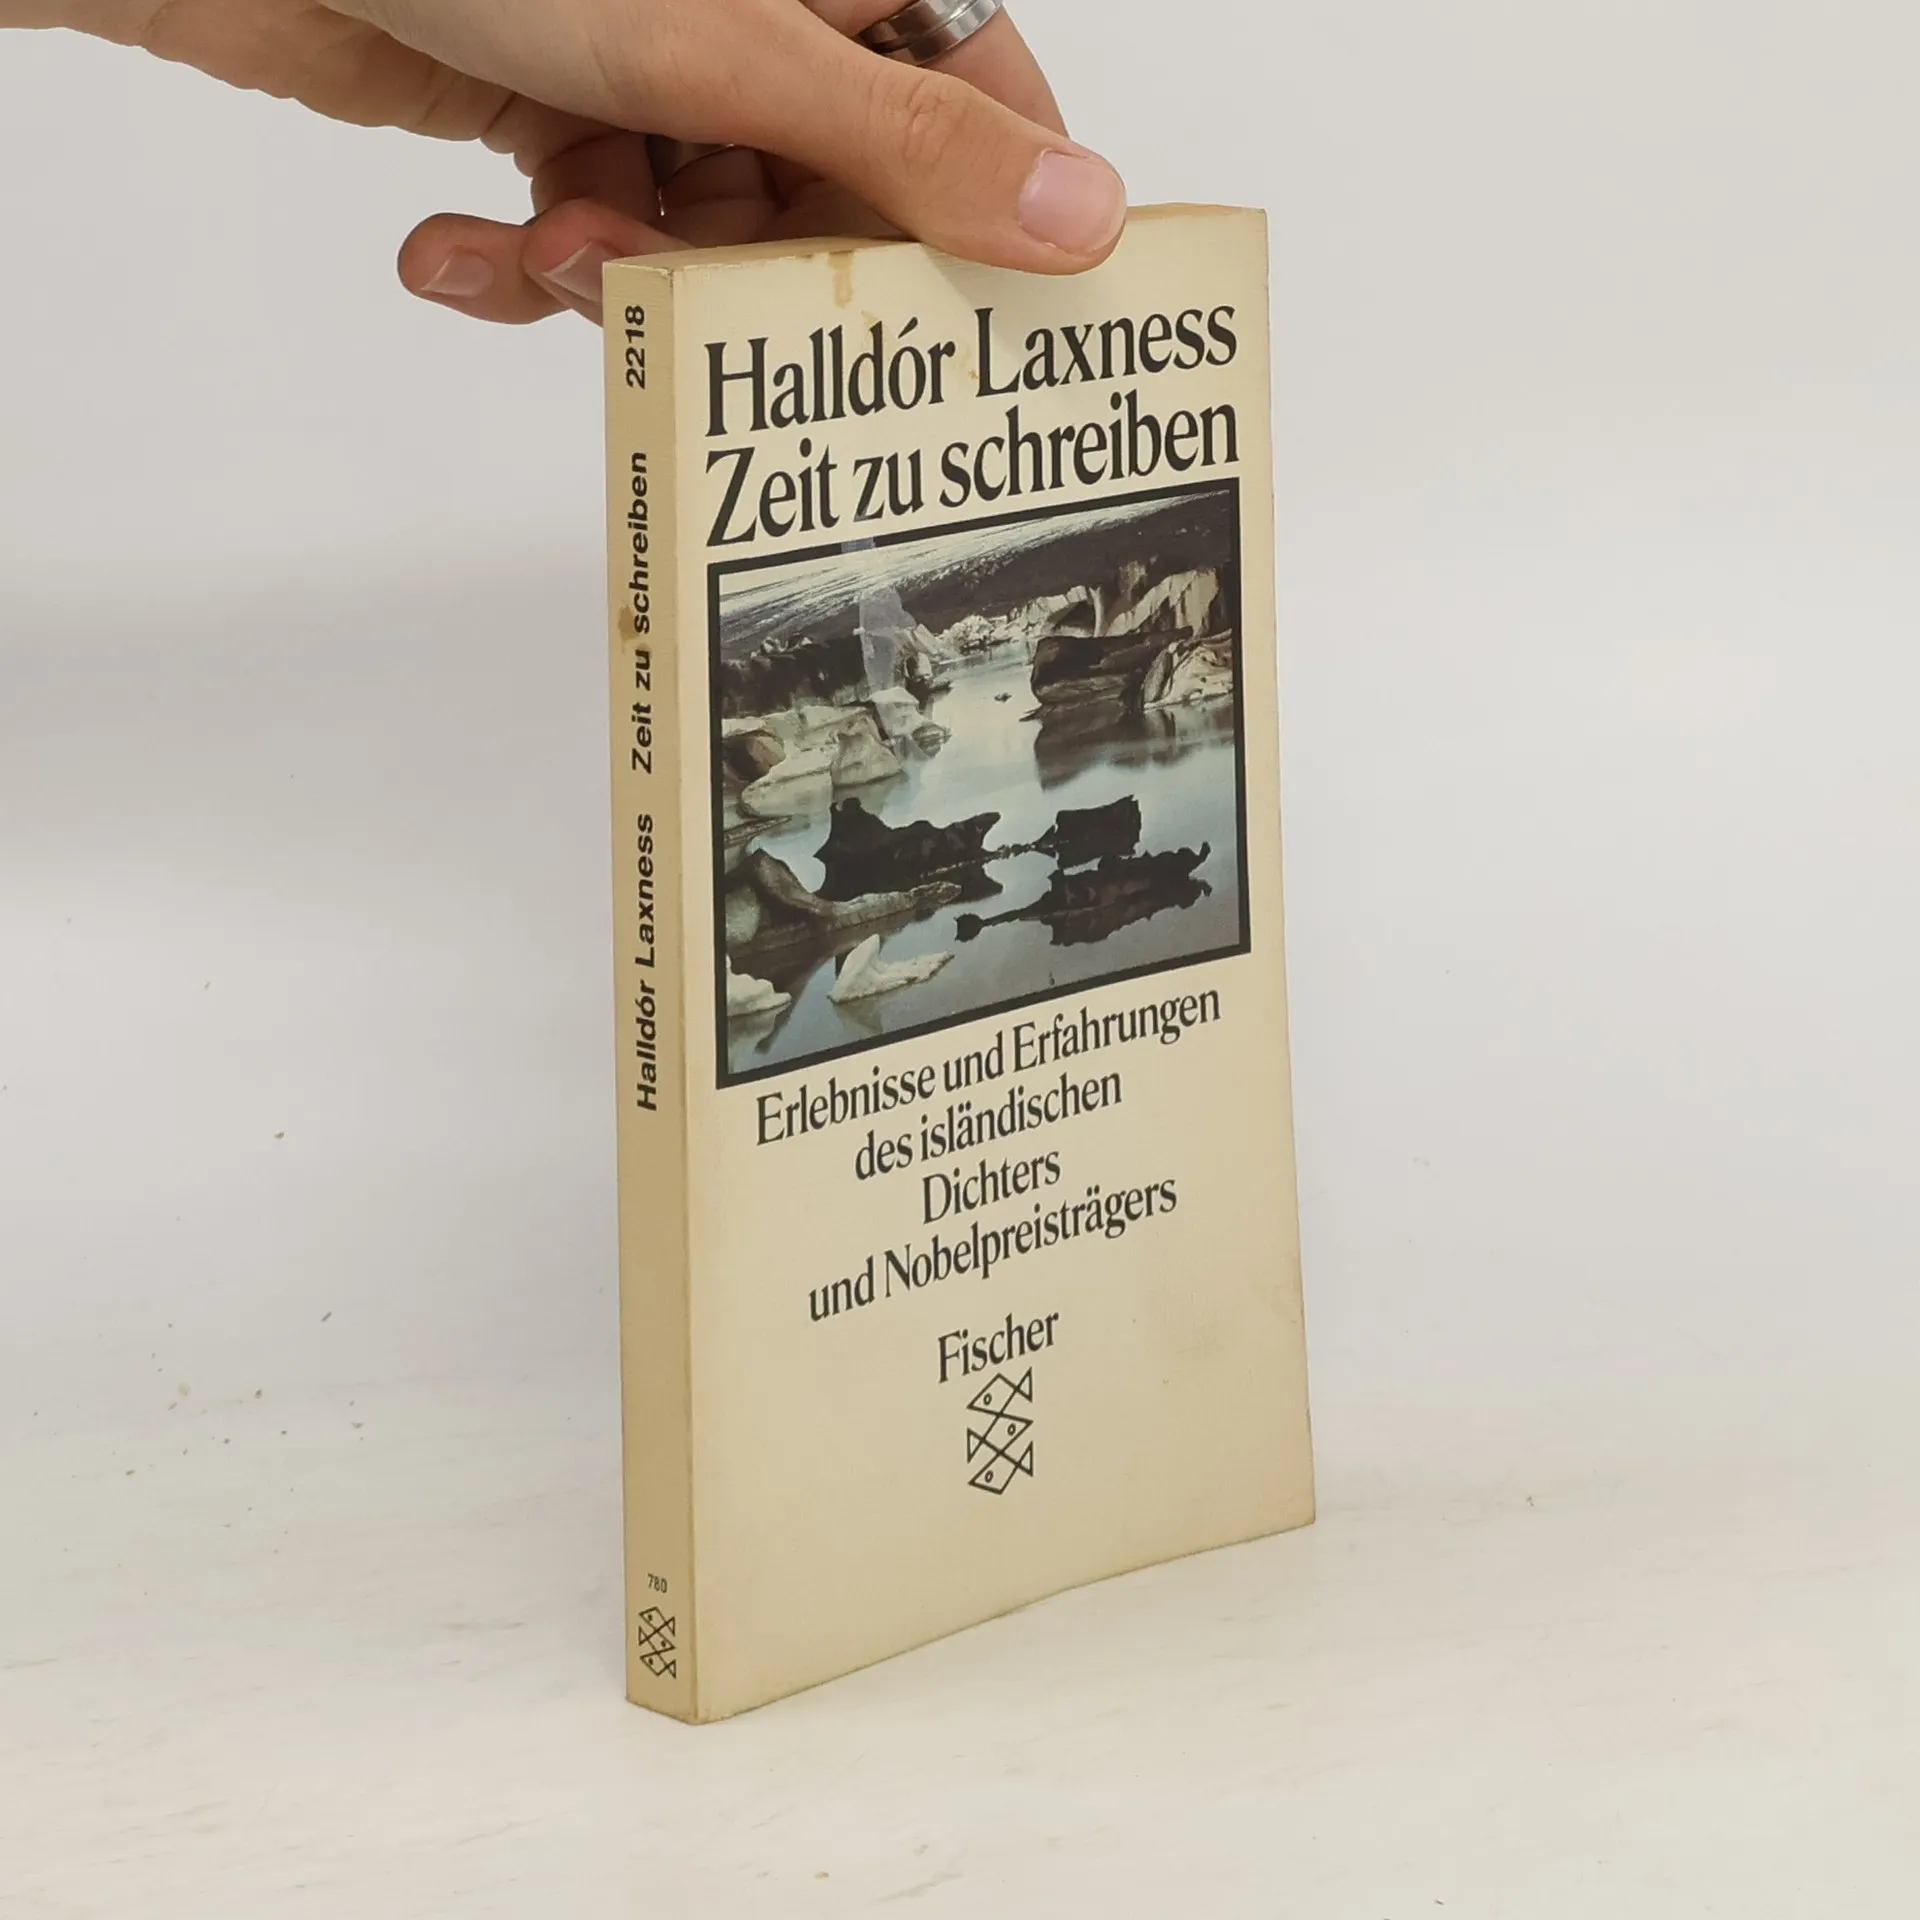 Halldór Laxness
Zeit zu schreiben
Erlebnisse und Erfahrungen
des isländischen
Dichters
und Nobelpreisträgers
Fischer
Halldór Laxness Zeit zu schreiben 2218
780